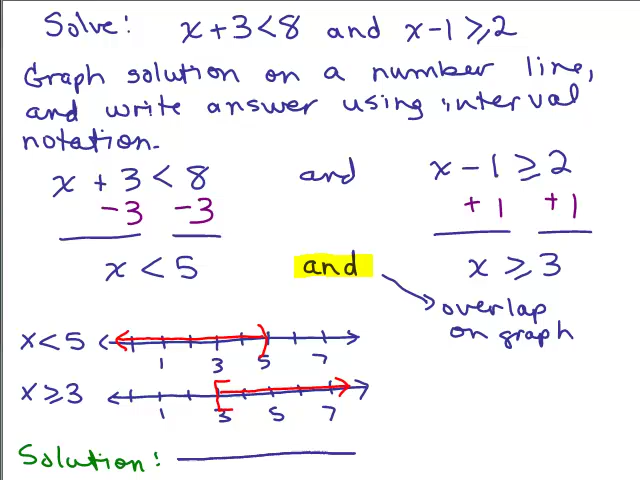 Solve: x + 3 < 8 and x - 1 ≥ 2
Graph solution on a number line,
and write answer using interval
notation.
x + 3 < 8 and x - 1 ≥ 2
-3 -3 +1 +1
x < 5 and x ≥ 3
overlap
on graph
x < 5
1 3 5 7
x ≥ 3
1 3 5 7
Solution: